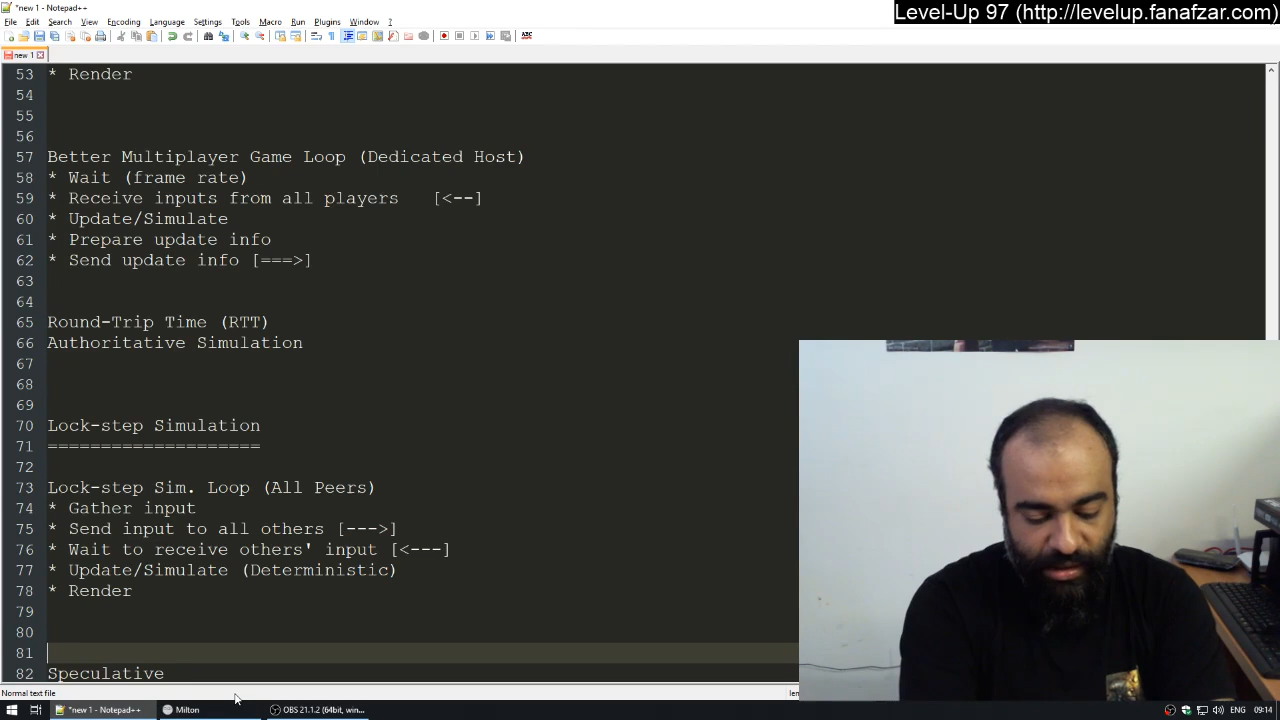 *new 1 - Notepad++
Level-Up 97 (http://levelup.fanafzar.com)
File Edit Search View Encoding Language Settings Tools Macro Run Plugins Window ?
new 1
53 * Render
54
55
56
57 Better Multiplayer Game Loop (Dedicated Host)
58 * Wait (frame rate)
59 * Receive inputs from all players [<--]
60 * Update/Simulate
61 * Prepare update info
62 * Send update info [===>]
63
64
65 Round-Trip Time (RTT)
66 Authoritative Simulation
67
68
69
70 Lock-step Simulation
71 ====================
72
73 Lock-step Sim. Loop (All Peers)
74 * Gather input
75 * Send input to all others [--->]
76 * Wait to receive others' input [<---]
77 * Update/Simulate (Deterministic)
78 * Render
79
80
81
82 Speculative
Normal text file
*new 1 - Notepad++ Milton OBS 21.1.2 (64bit, win... ENG 09:14